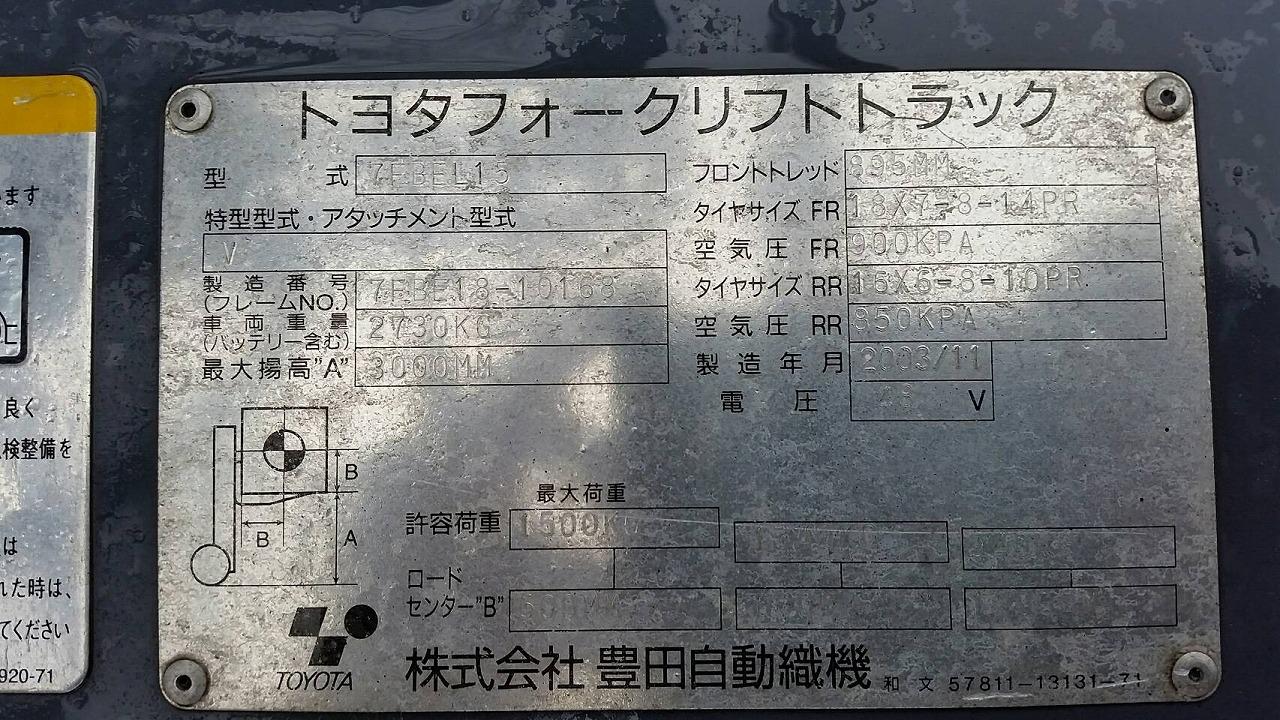 トヨタフォークリフトトラック
型式 7FBEL15
特型型式・アタッチメント型式
V
製造番号 (フレームNO.) 7FBE18-10168
車両重量 (バッテリー含む) 2730KG
最大揚高"A" 3000MM
フロントトレッド 895MM
タイヤサイズ FR 18X7-8-14PR
空気圧 FR 900KPA
タイヤサイズ RR 16X6-8-10PR
空気圧 RR 850KPA
製造年月 2003/11
電圧 48 V
B
B
A
最大荷重
許容荷重 1500KG
ロード
センター"B"
TOYOTA
株式会社 豊田自動織機
和文 57811-13131-71
ます
良く
検整備を
は
れた時は、
てください
920-71